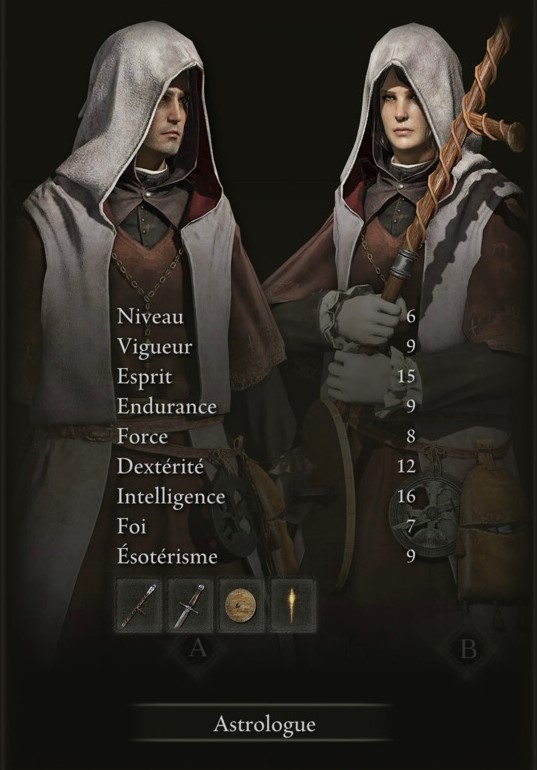 Niveau 6
Vigueur 9
Esprit 15
Endurance 9
Force 8
Dextérité 12
Intelligence 16
Foi 7
Ésotérisme 9
A B
Astrologue